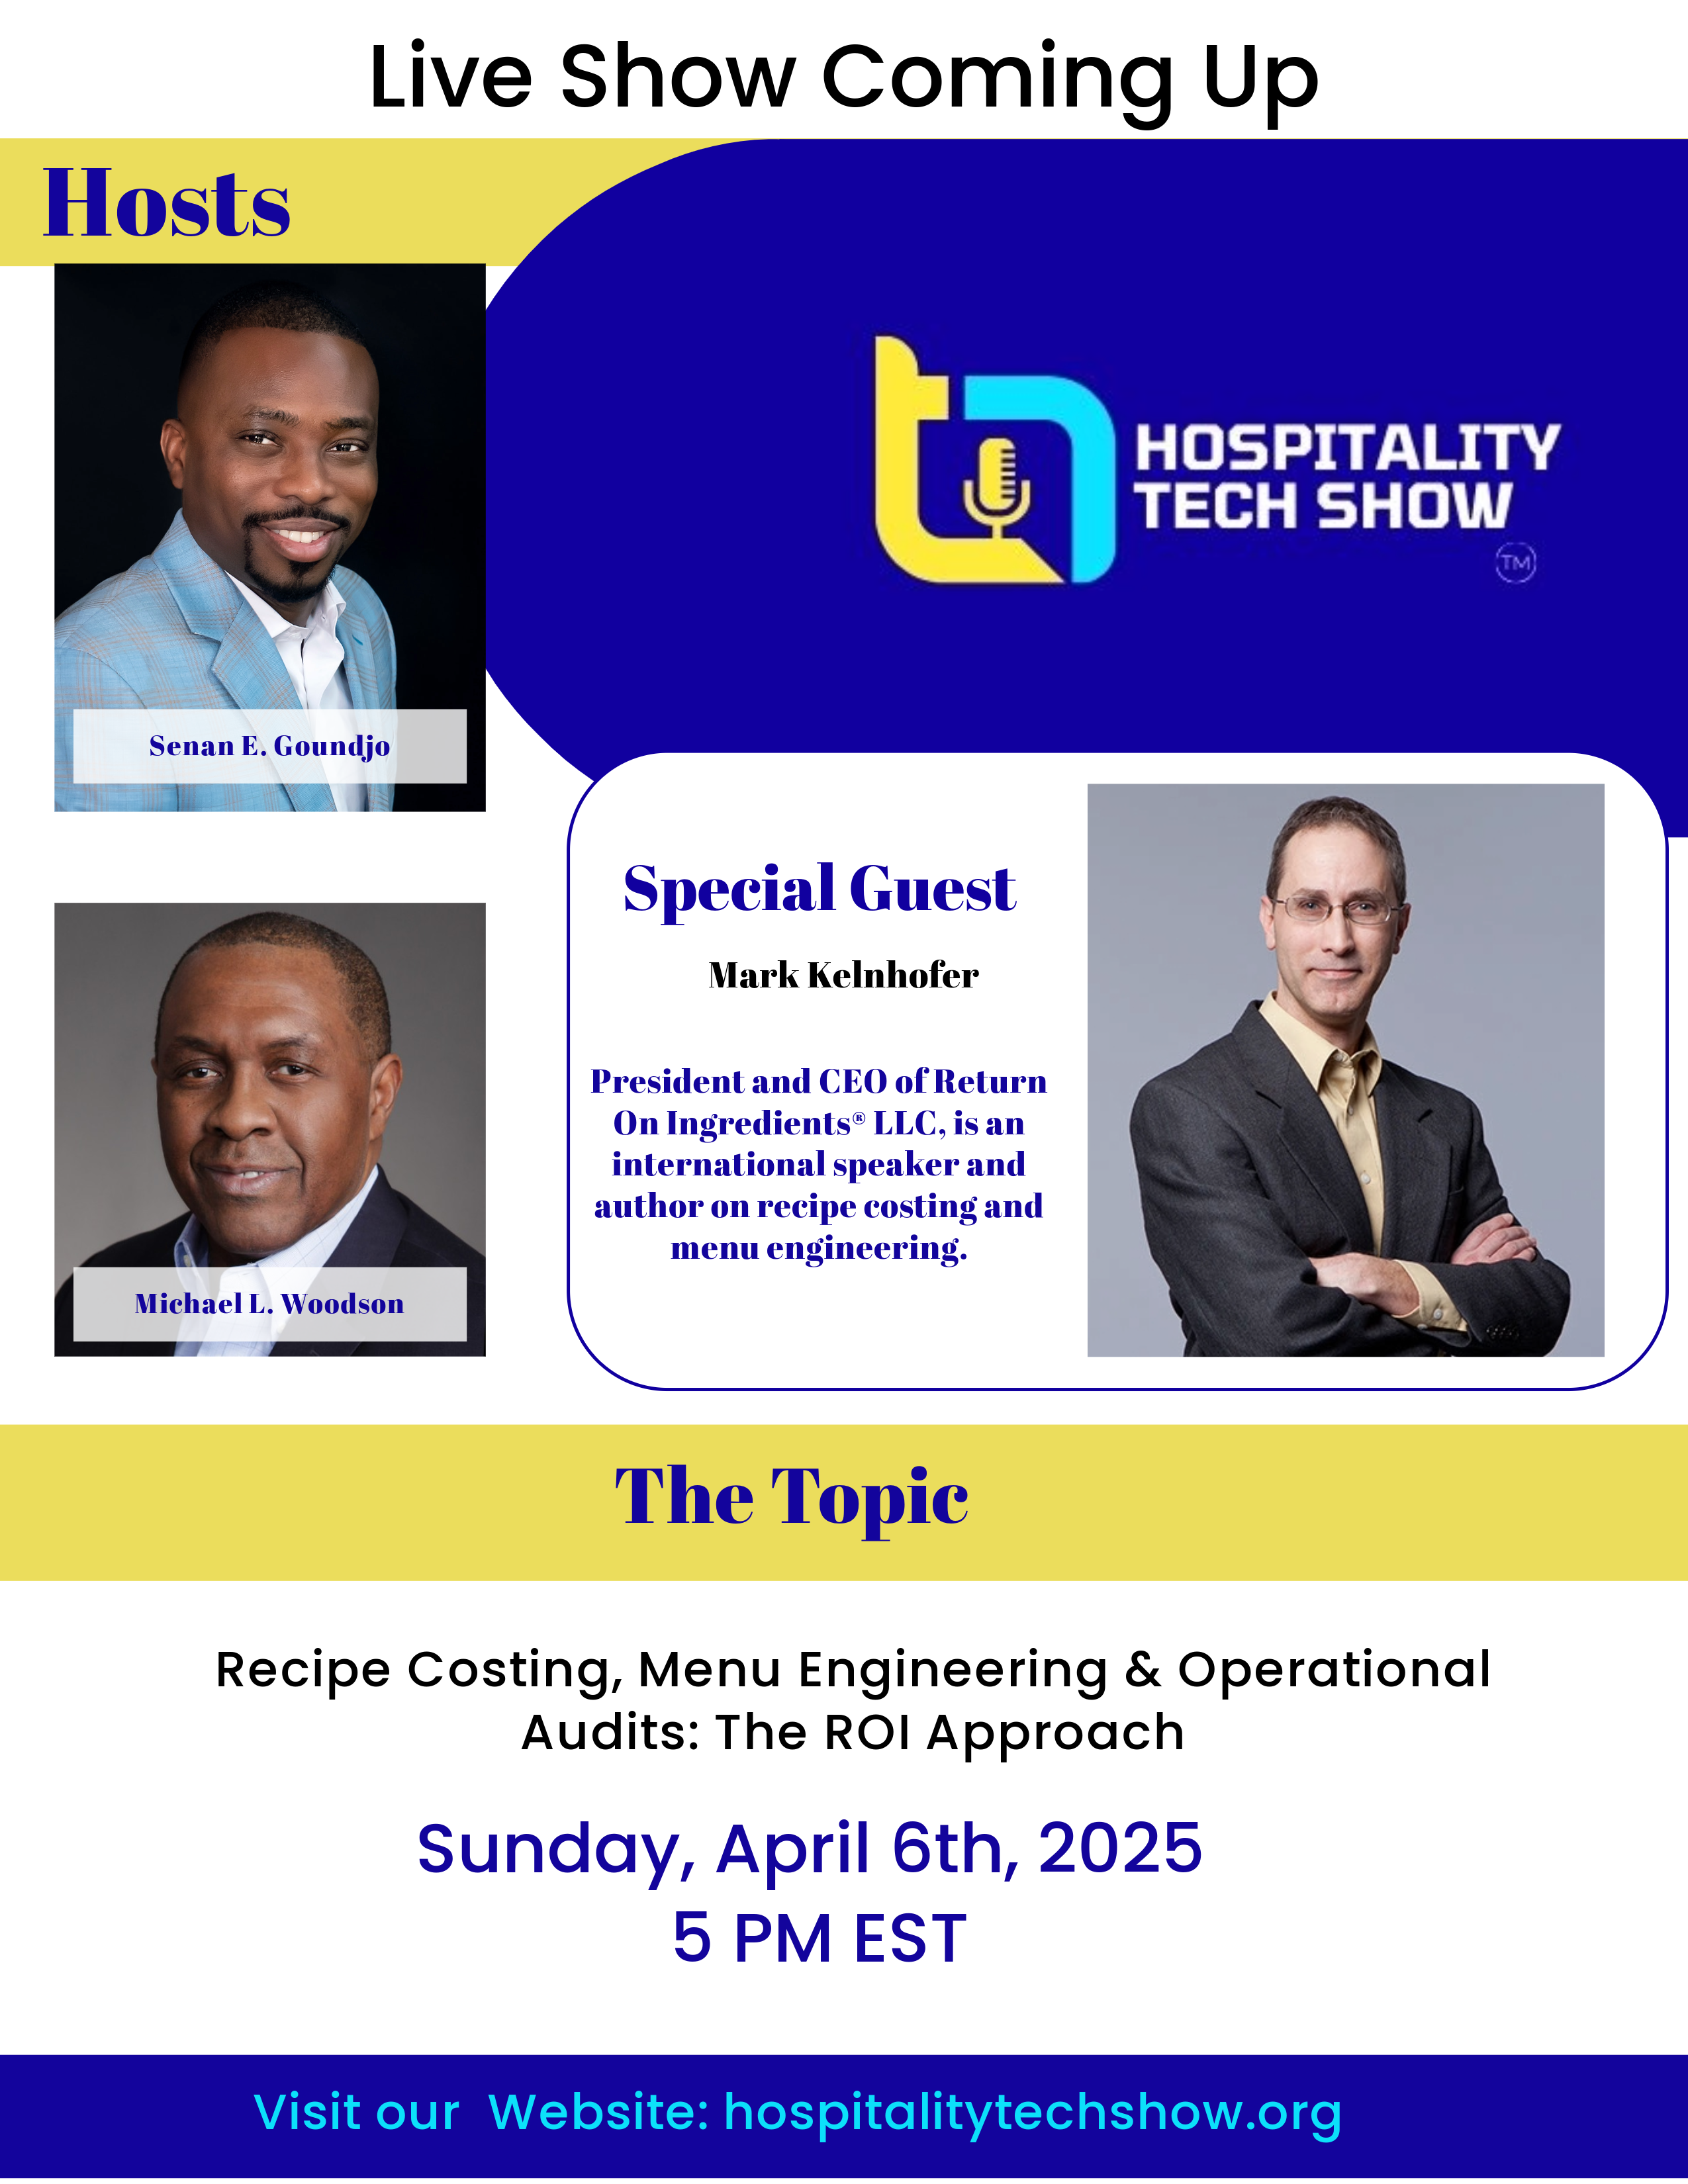 Live Show Coming Up
Hosts
HOSPITALITY
TECH SHOW
TM
Senan E. Goundjo
Special Guest
Mark Kelnhofer
President and CEO of Return
On Ingredients® LLC, is an
international speaker and
author on recipe costing and
menu engineering.
Michael L. Woodson
The Topic
Recipe Costing, Menu Engineering & Operational
Audits: The ROI Approach
Sunday, April 6th, 2025
5 PM EST
Visit our  Website: hospitalitytechshow.org